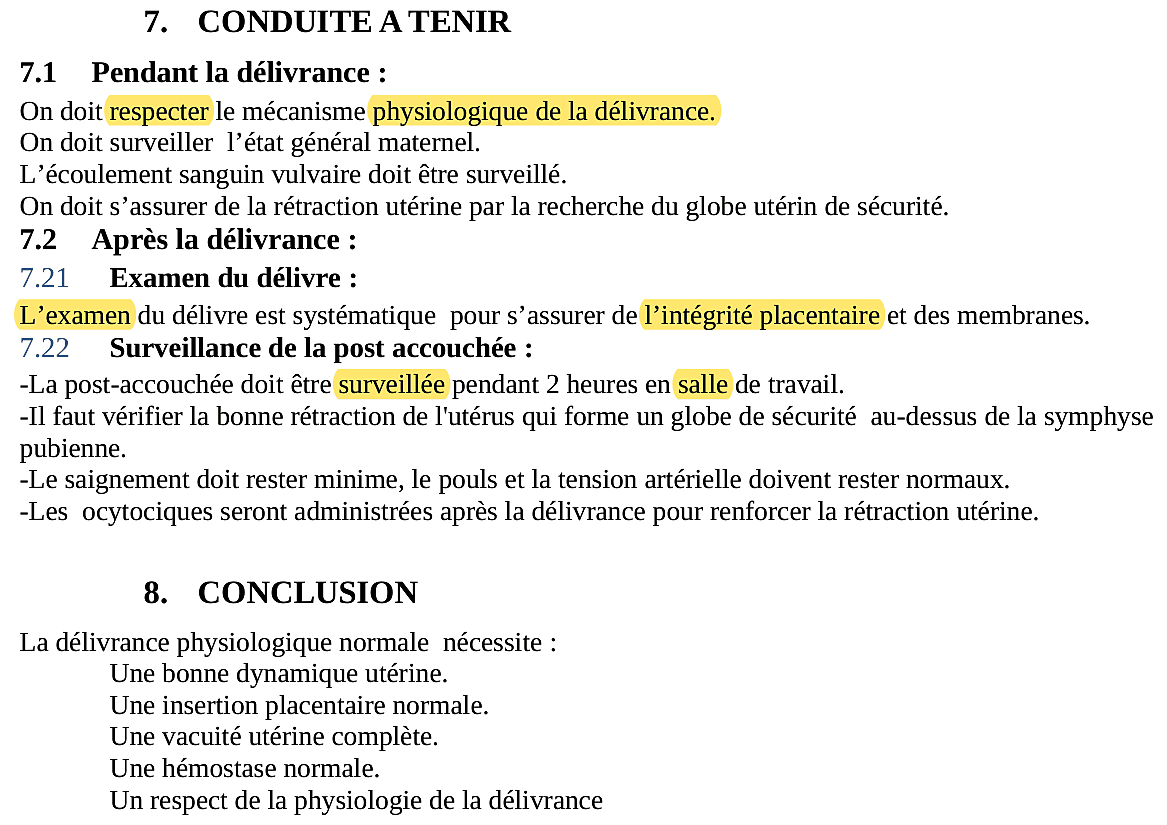 7. CONDUITE A TENIR
7.1 Pendant la délivrance :
On doit respecter le mécanisme physiologique de la délivrance.
On doit surveiller l’état général maternel.
L’écoulement sanguin vulvaire doit être surveillé.
On doit s’assurer de la rétraction utérine par la recherche du globe utérin de sécurité.
7.2 Après la délivrance :
7.21 Examen du délivre :
L’examen du délivre est systématique pour s’assurer de l’intégrité placentaire et des membranes.
7.22 Surveillance de la post accouchée :
-La post-accouchée doit être surveillée pendant 2 heures en salle de travail.
-Il faut vérifier la bonne rétraction de l'utérus qui forme un globe de sécurité au-dessus de la symphyse
pubienne.
-Le saignement doit rester minime, le pouls et la tension artérielle doivent rester normaux.
-Les ocytociques seront administrées après la délivrance pour renforcer la rétraction utérine.
8. CONCLUSION
La délivrance physiologique normale nécessite :
Une bonne dynamique utérine.
Une insertion placentaire normale.
Une vacuité utérine complète.
Une hémostase normale.
Un respect de la physiologie de la délivrance